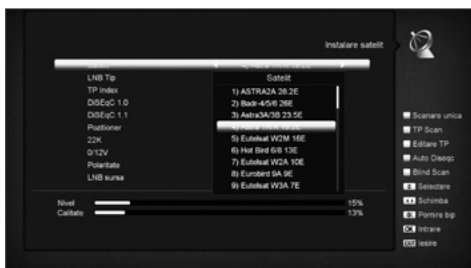 Instalare satelit
LNB Tip
TP Index
DiSEqC 1.0
DiSEqC 1.1
Pozitioner
22K
0/12V
Polaritate
LNB sursa
Satelit
1) ASTRA2A 28.2E
2) Badr-4/5/6 26E
3) Astra3A/3B 23.5E
5) Eutelsat W2M 16E
6) Hot Bird 6/8 13E
7) Eutelsat W2A 10E
8) Eurobird 9A 9E
9) Eutelsat W3A 7E
Nivel 15%
Calitate 13%
Scanare unica
TP Scan
Editare TP
Auto Diseqc
Blind Scan
Selectare
Schimba
Pornire bip
OK Intrare
EXIT Iesire